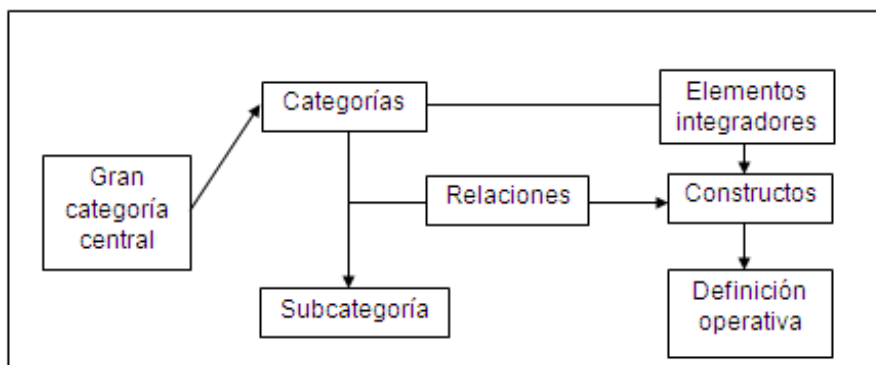 Categorías
Elementos
integradores
Gran
categoría
central
Relaciones
Constructos
Subcategoría
Definición
operativa